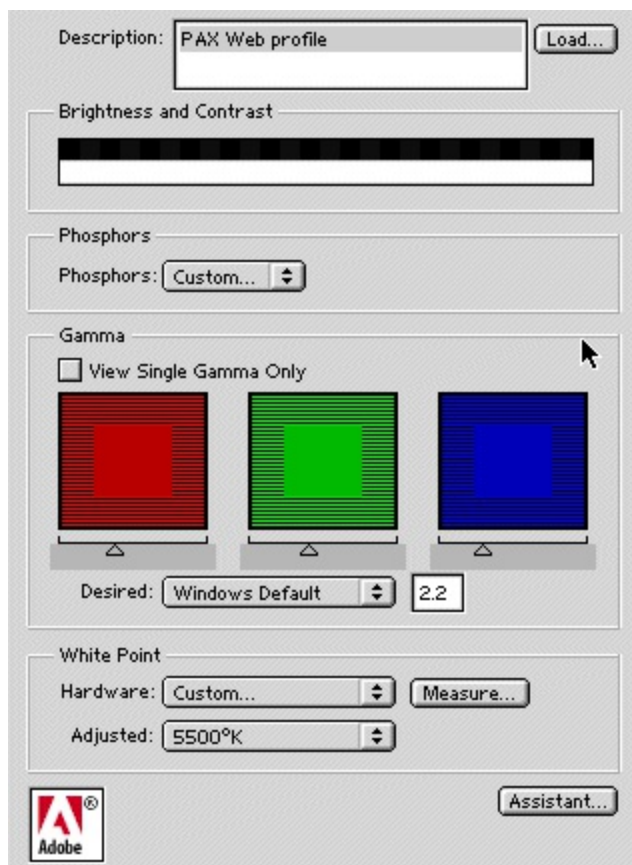 Description: PAX Web profile Load...
Brightness and Contrast
Phosphors
Phosphors: Custom...
Gamma
View Single Gamma Only
Desired: Windows Default 2.2
White Point
Hardware: Custom... Measure...
Adjusted: 5500°K
Assistant...
®
Adobe